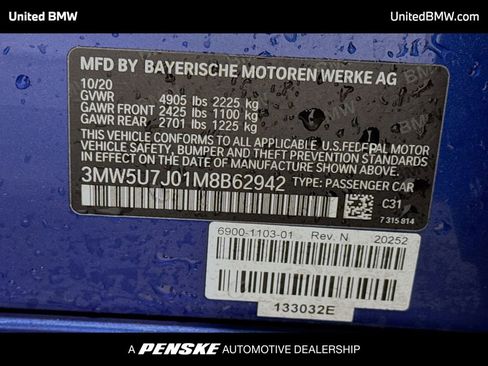 United BMW
UnitedBMW.com
MFD BY BAYERISCHE MOTOREN WERKE AG
10/20
GVWR 4905 lbs 2225 kg
GAWR FRONT 2425 lbs 1100 kg
GAWR REAR 2701 lbs 1225 kg
THIS VEHICLE CONFORMS TO ALL APPLICABLE U.S. FEDERAL MOTOR
VEHICLE SAFETY, BUMPER AND THEFT PREVENTION STANDARDS
IN EFFECT ON THE DATE OF MANUFACTURE SHOWN ABOVE.
3MW5U7J01M8B62942 TYPE: PASSENGER CAR
C31
7 315 814
6900-1103-01 Rev. N 20252
133032E
A PENSKE AUTOMOTIVE DEALERSHIP